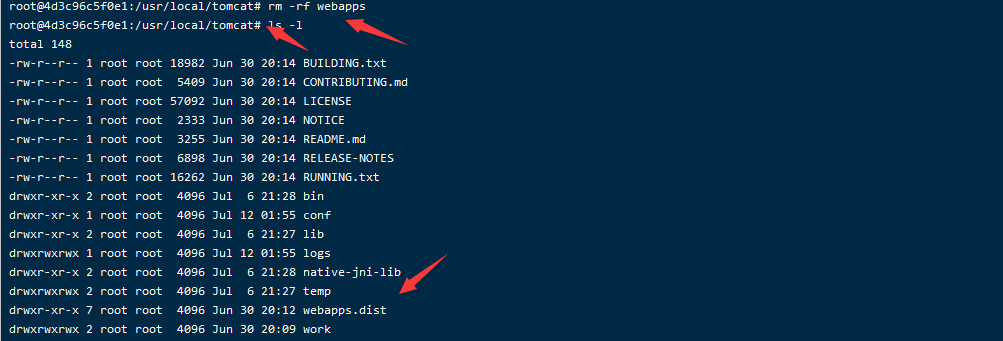 root@4d3c96c5f0e1:/usr/local/tomcat# rm -rf webapps
root@4d3c96c5f0e1:/usr/local/tomcat# ls -l
total 148
-rw-r--r-- 1 root root 18982 Jun 30 20:14 BUILDING.txt
-rw-r--r-- 1 root root  5409 Jun 30 20:14 CONTRIBUTING.md
-rw-r--r-- 1 root root 57092 Jun 30 20:14 LICENSE
-rw-r--r-- 1 root root  2333 Jun 30 20:14 NOTICE
-rw-r--r-- 1 root root  3255 Jun 30 20:14 README.md
-rw-r--r-- 1 root root  6898 Jun 30 20:14 RELEASE-NOTES
-rw-r--r-- 1 root root 16262 Jun 30 20:14 RUNNING.txt
drwxr-xr-x 2 root root  4096 Jul  6 21:28 bin
drwxr-xr-x 1 root root  4096 Jul 12 01:55 conf
drwxr-xr-x 2 root root  4096 Jul  6 21:27 lib
drwxrwxrwx 1 root root  4096 Jul 12 01:55 logs
drwxr-xr-x 2 root root  4096 Jul  6 21:28 native-jni-lib
drwxrwxrwx 2 root root  4096 Jul  6 21:27 temp
drwxr-xr-x 7 root root  4096 Jun 30 20:12 webapps.dist
drwxrwxrwx 2 root root  4096 Jun 30 20:09 work